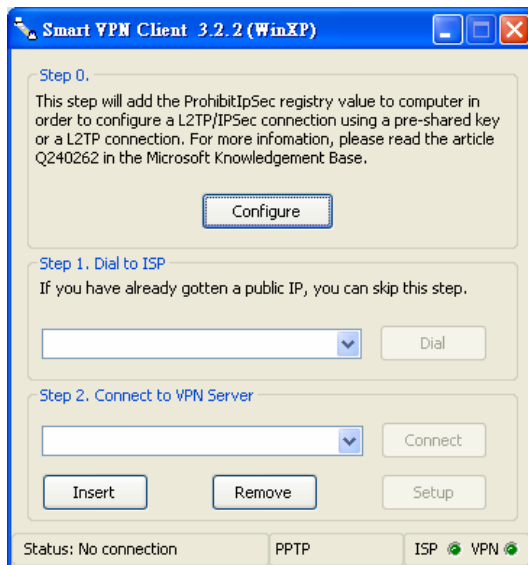 Smart VPN Client 3.2.2 (WinXP)
Step 0.
This step will add the ProhibitIpSec registry value to computer in
order to configure a L2TP/IPSec connection using a pre-shared key
or a L2TP connection. For more infomation, please read the article
Q240262 in the Microsoft Knowledgement Base.
Configure
Step 1. Dial to ISP
If you have already gotten a public IP, you can skip this step.
Dial
Step 2. Connect to VPN Server
Connect
Insert Remove Setup
Status: No connection PPTP ISP VPN